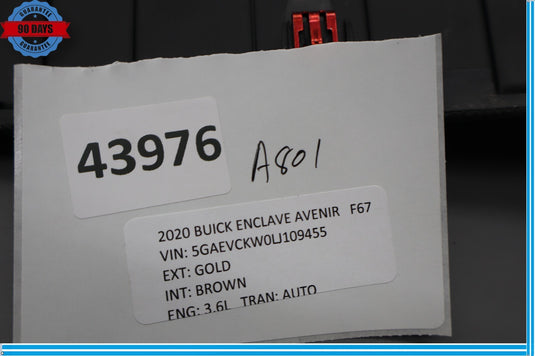 GUARANTEE
90 DAYS
GUARANTEE
43976
A801
2020 BUICK ENCLAVE AVENIR F67
VIN: 5GAEVCKW0LJ109455
EXT: GOLD
INT: BROWN
ENG: 3.6L TRAN: AUTO